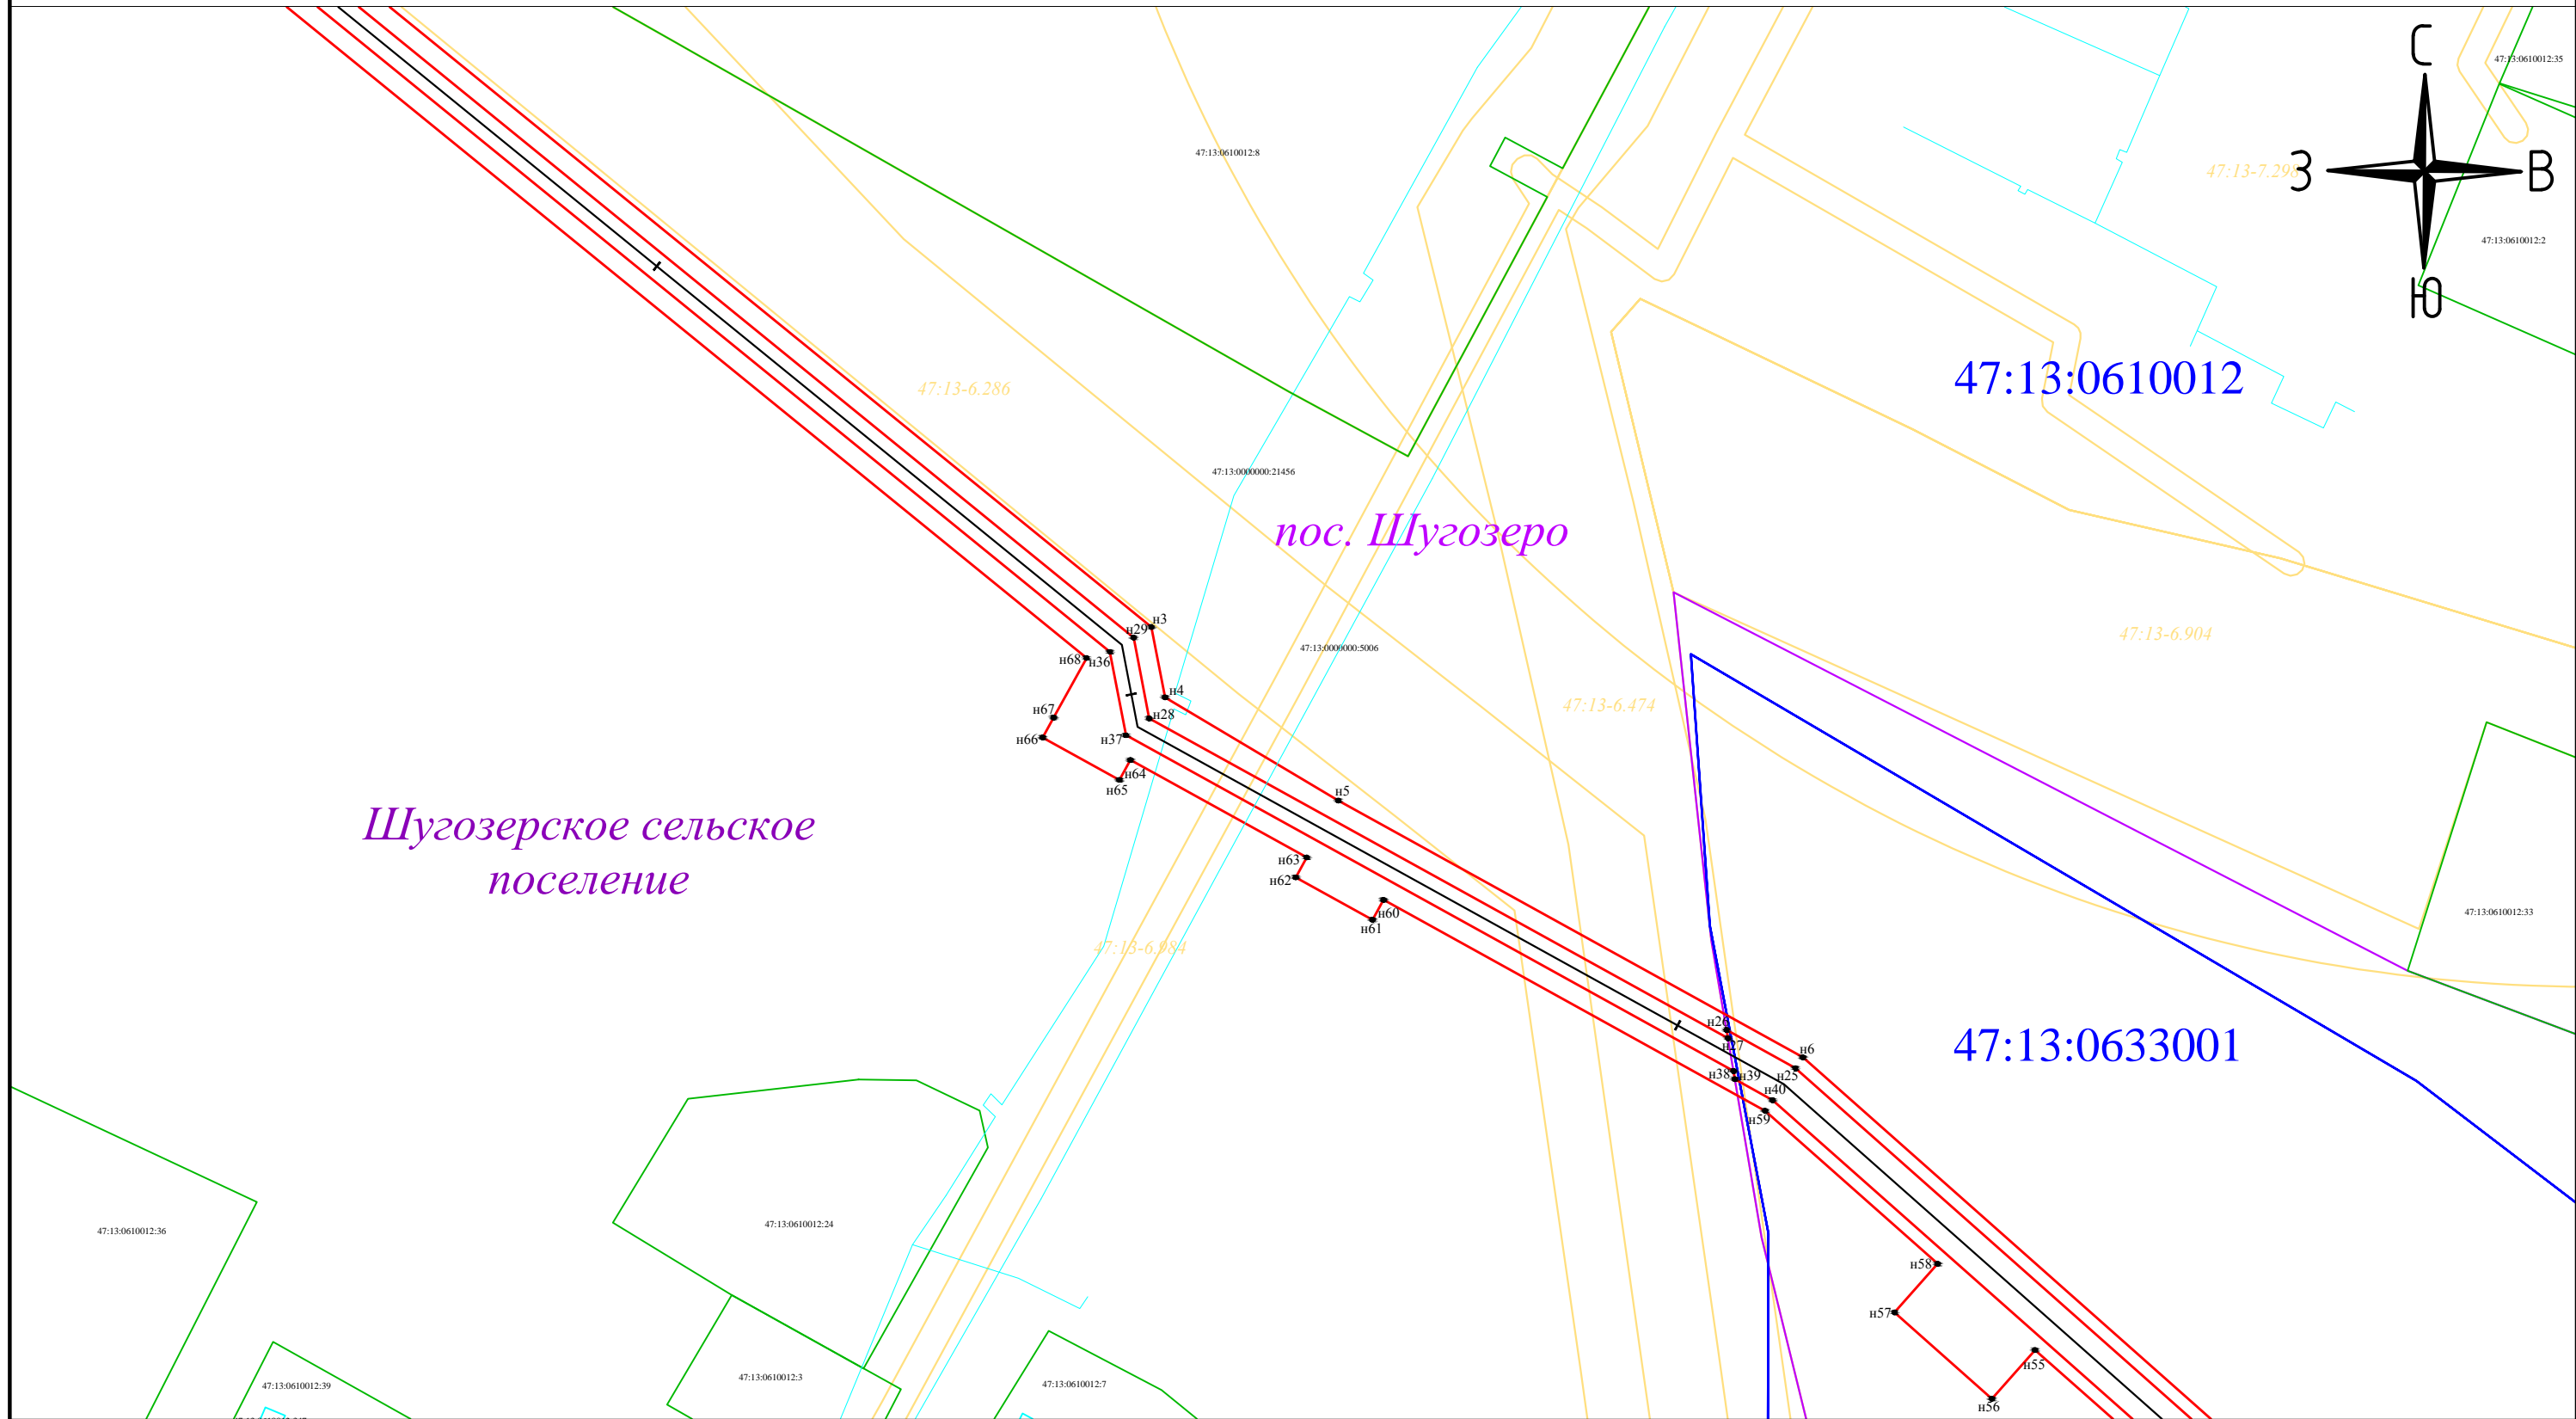 С
47:13:0610012:35
47:13:0610012:8
47:13-7.298
З
В
47:13:0610012:2
Ю
47:13:0610012
47:13-6.286
47:13:0000000:21456
пос. Шугозеро
н3
н29
47:13-6.904
47:13:0000000:5006
н68
н36
н4
47:13-6.474
н67
н28
н66
н37
н64
н65
н5
Шугозерское сельское
поселение
н63
н62
н60
47:13:0610012:33
н61
47:13-6.984
н26
н27
н6
47:13:0633001
н38
н39
н25
н40
н59
47:13:0610012:24
47:13:0610012:36
н58
н57
н55
47:13:0610012:3
47:13:0610012:7
47:13:0610012:39
н56